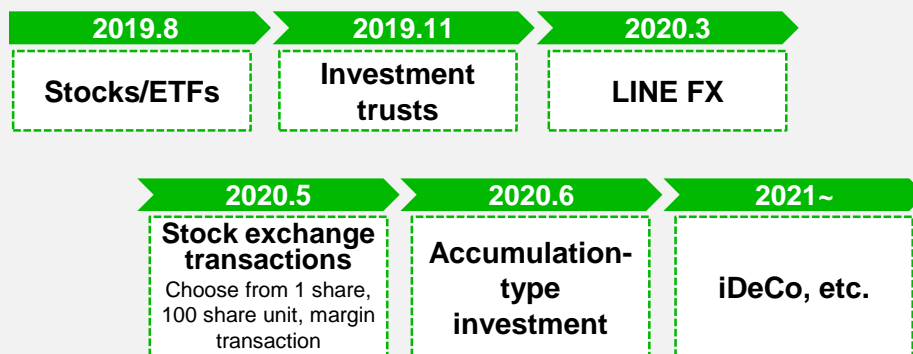 2019.8
2019.11
2020.3
Stocks/ETFs
Investment
trusts
LINE FX
2020.5
2020.6
2021~
Stock exchange
transactions
Choose from 1 share,
100 share unit, margin
transaction
Accumulation-
type
investment
iDeCo, etc.